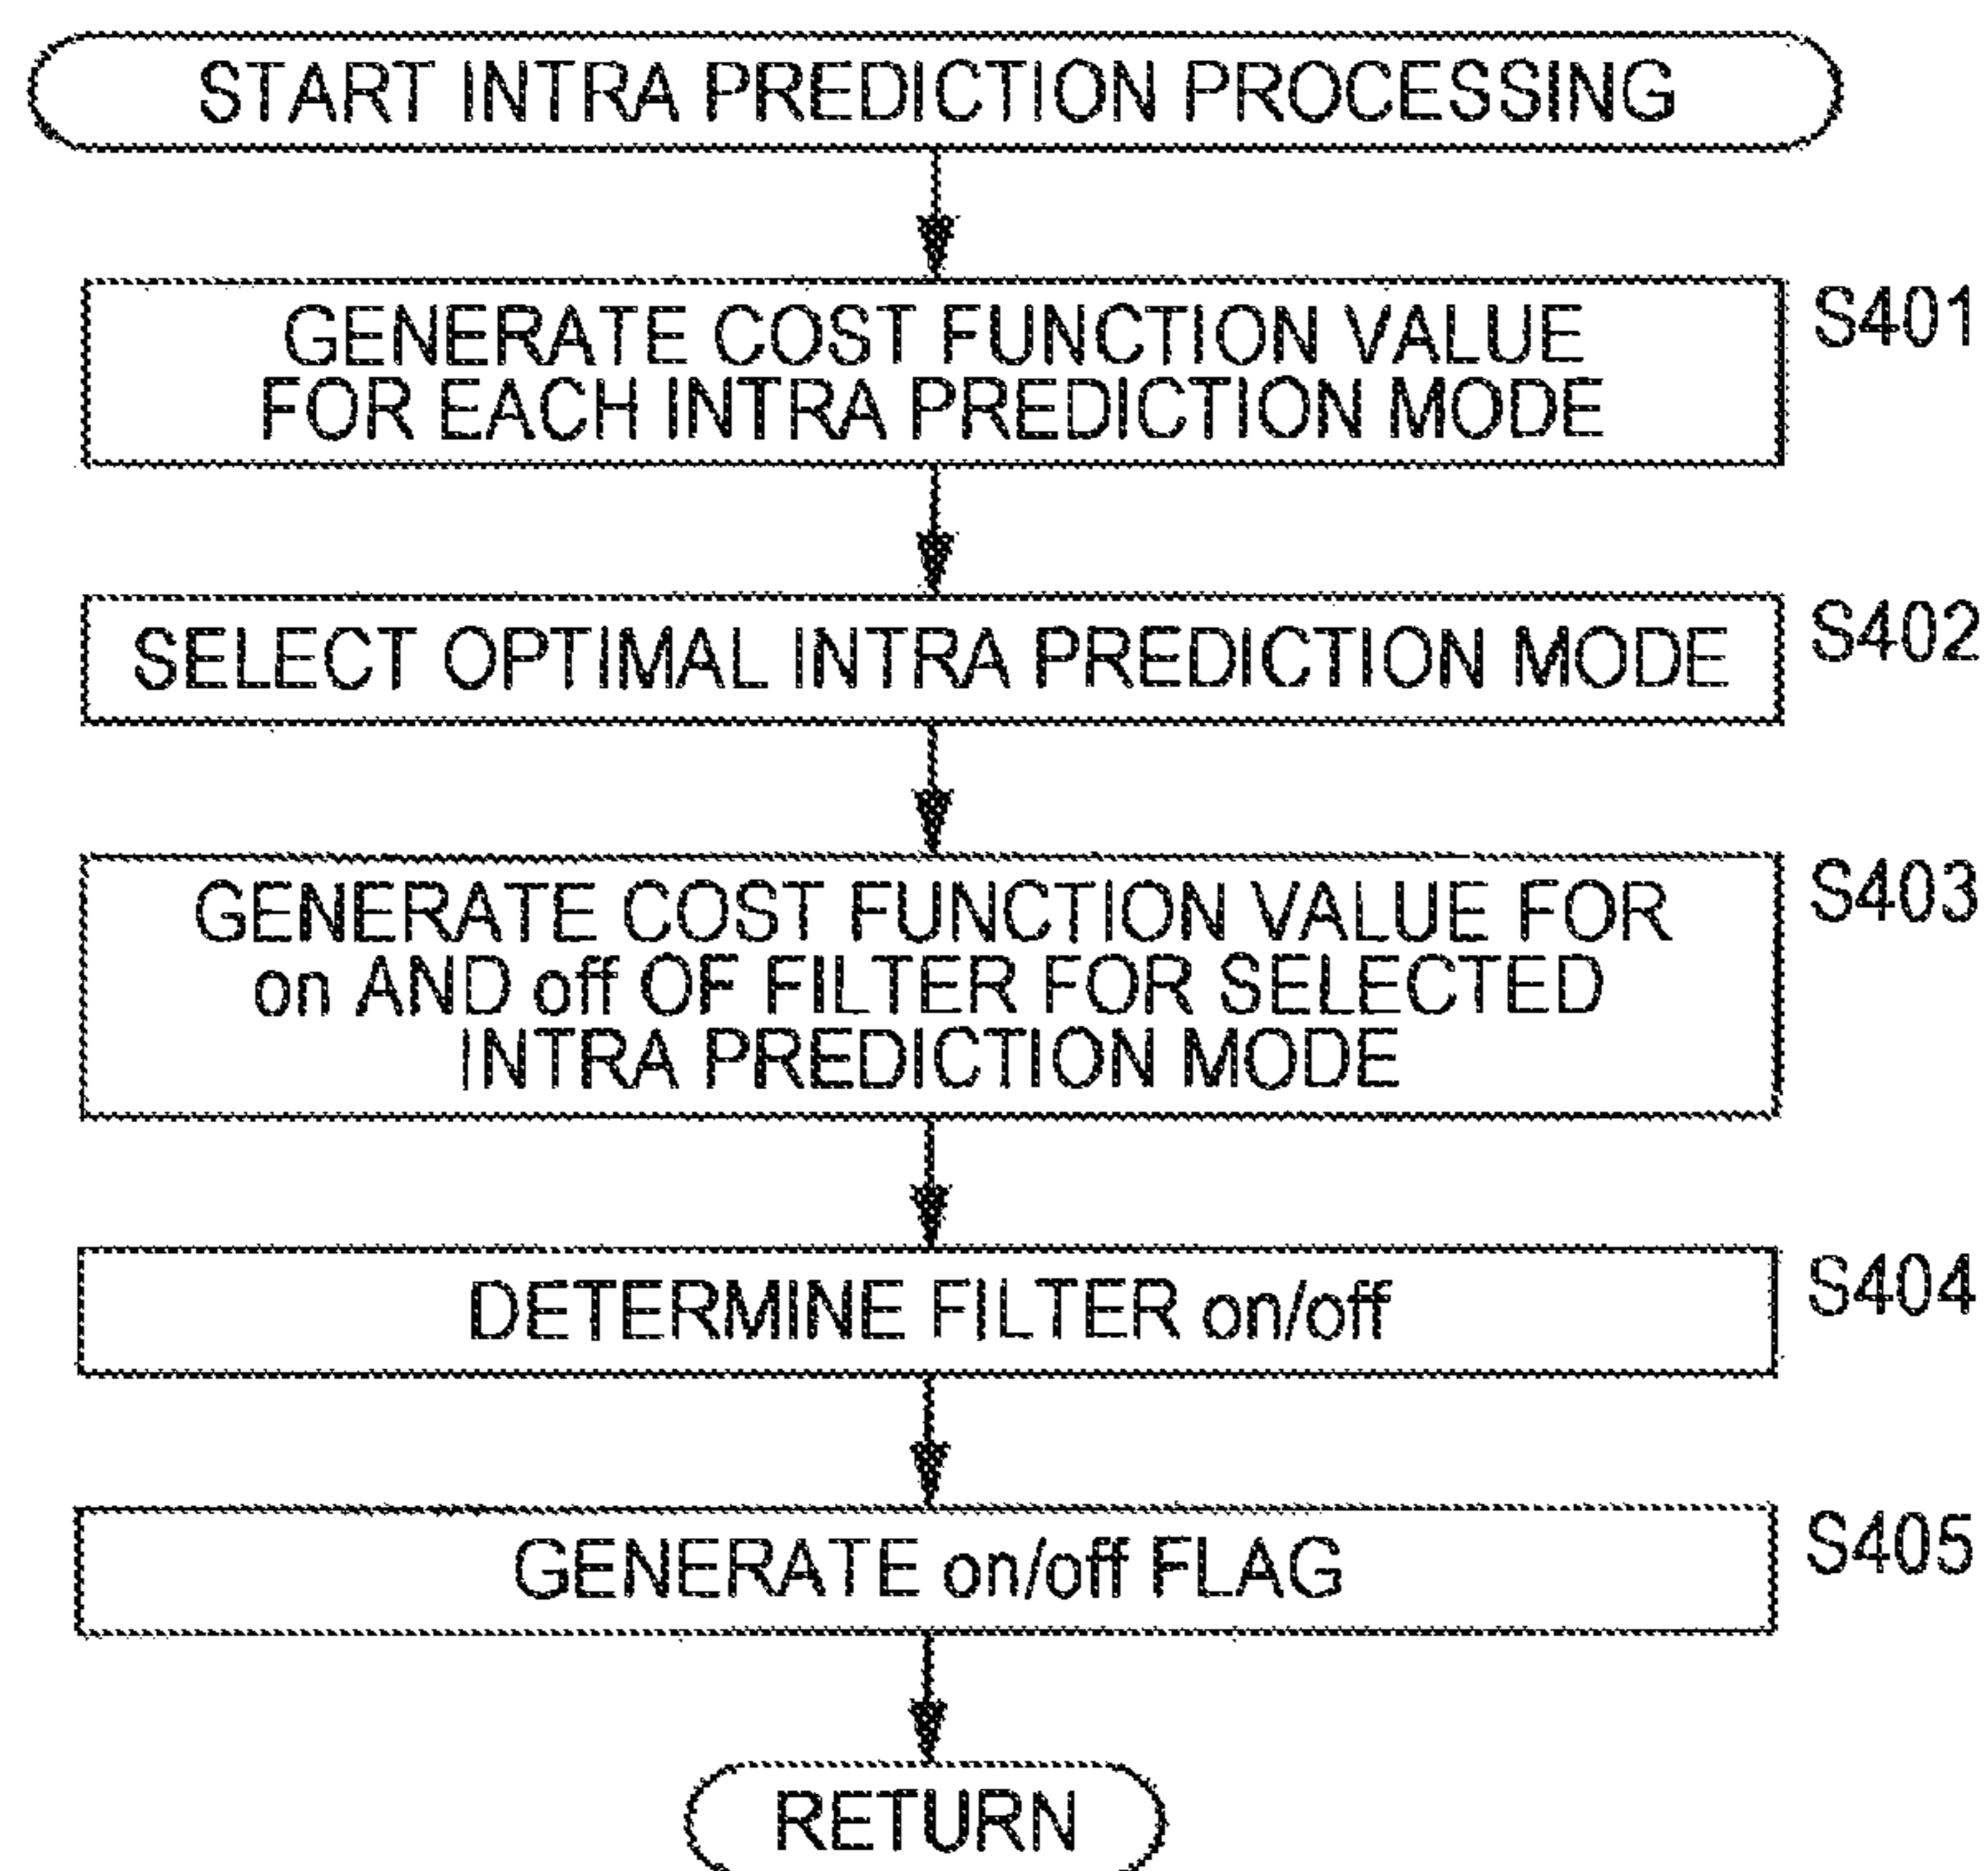 START INTRA PREDICTION PROCESSING
GENERATE COST FUNCTION VALUE
FOR EACH INTRA PREDICTION MODE
S401
SELECT OPTIMAL INTRA PREDICTION MODE
S402
GENERATE COST FUNCTION VALUE FOR
on AND off OF FILTER FOR SELECTED
INTRA PREDICTION MODE
S403
DETERMINE FILTER on/off
S404
GENERATE on/off FLAG
S405
RETURN